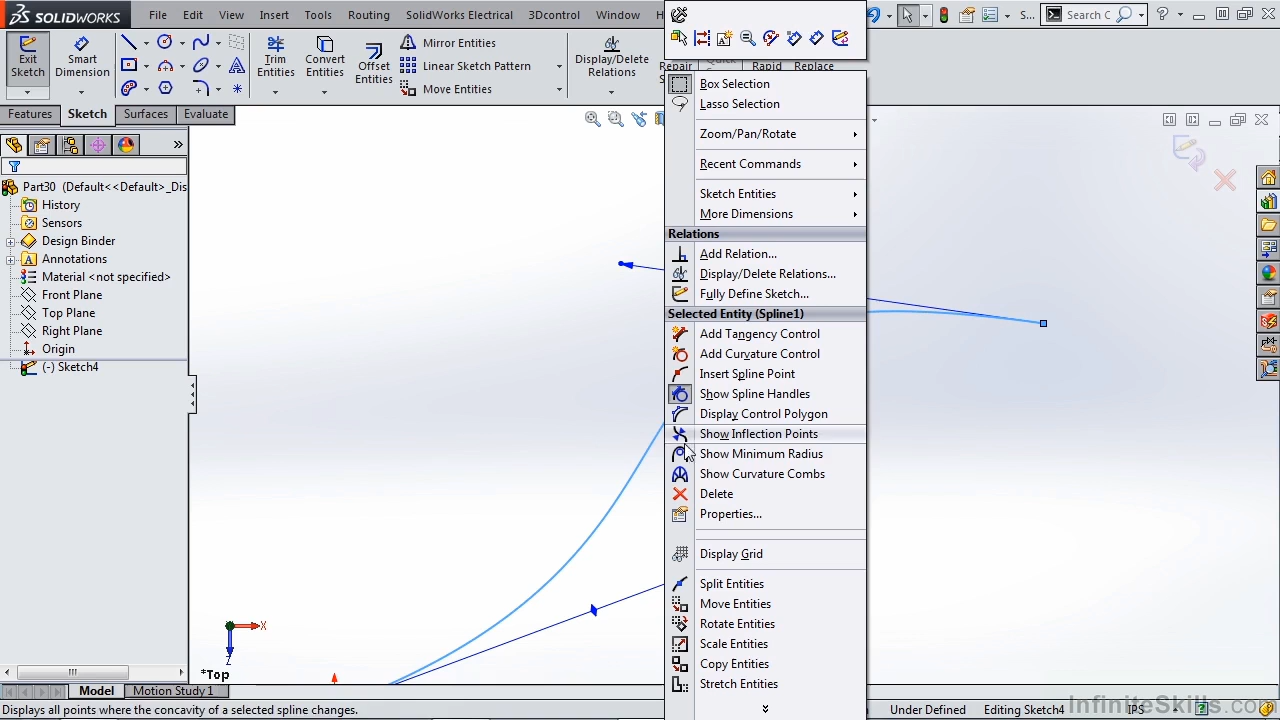 SOLIDWORKS
File Edit View Insert Tools Routing SolidWorks Electrical 3Dcontrol Window H
S... Search C
Exit Sketch
Smart Dimension
Trim Entities
Convert Entities
Offset Entities
Mirror Entities
Linear Sketch Pattern
Move Entities
Display/Delete Relations
Repair
Quick
Rapid
Replace
Features Sketch Surfaces Evaluate
Part30 (Default<<Default>_Dis
History
Sensors
Design Binder
Annotations
Material <not specified>
Front Plane
Top Plane
Right Plane
Origin
(-) Sketch4
Box Selection
Lasso Selection
Zoom/Pan/Rotate
Recent Commands
Sketch Entities
More Dimensions
Relations
Add Relation...
Display/Delete Relations...
Fully Define Sketch...
Selected Entity (Spline1)
Add Tangency Control
Add Curvature Control
Insert Spline Point
Show Spline Handles
Display Control Polygon
Show Inflection Points
Show Minimum Radius
Show Curvature Combs
Delete
Properties...
Display Grid
Split Entities
Move Entities
Rotate Entities
Scale Entities
Copy Entities
Stretch Entities
X
Z
*Top
Model Motion Study 1
Displays all points where the concavity of a selected spline changes.
Under Defined Editing Sketch4 IPS
InfiniteSkills.com